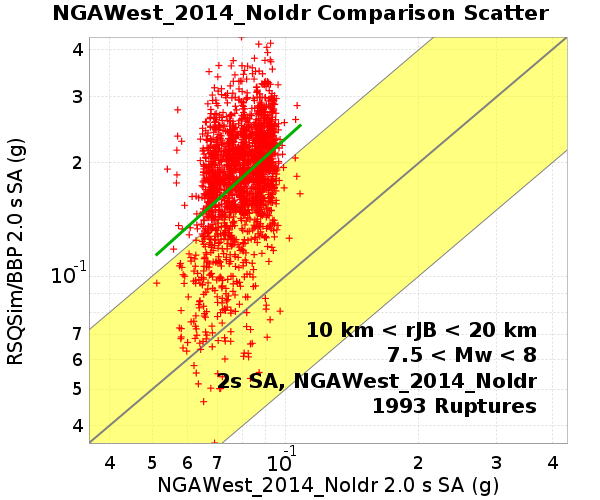 NGAWest_2014_NoIdr Comparison Scatter
RSQSim/BBP 2.0 s SA (g)
4
3
2
10-1
7
6
5
4
10 km < rJB < 20 km
7.5 < Mw < 8
2s SA, NGAWest_2014_NoIdr
1993 Ruptures
4 5 6 7 10-1 2 3 4
NGAWest_2014_NoIdr 2.0 s SA (g)